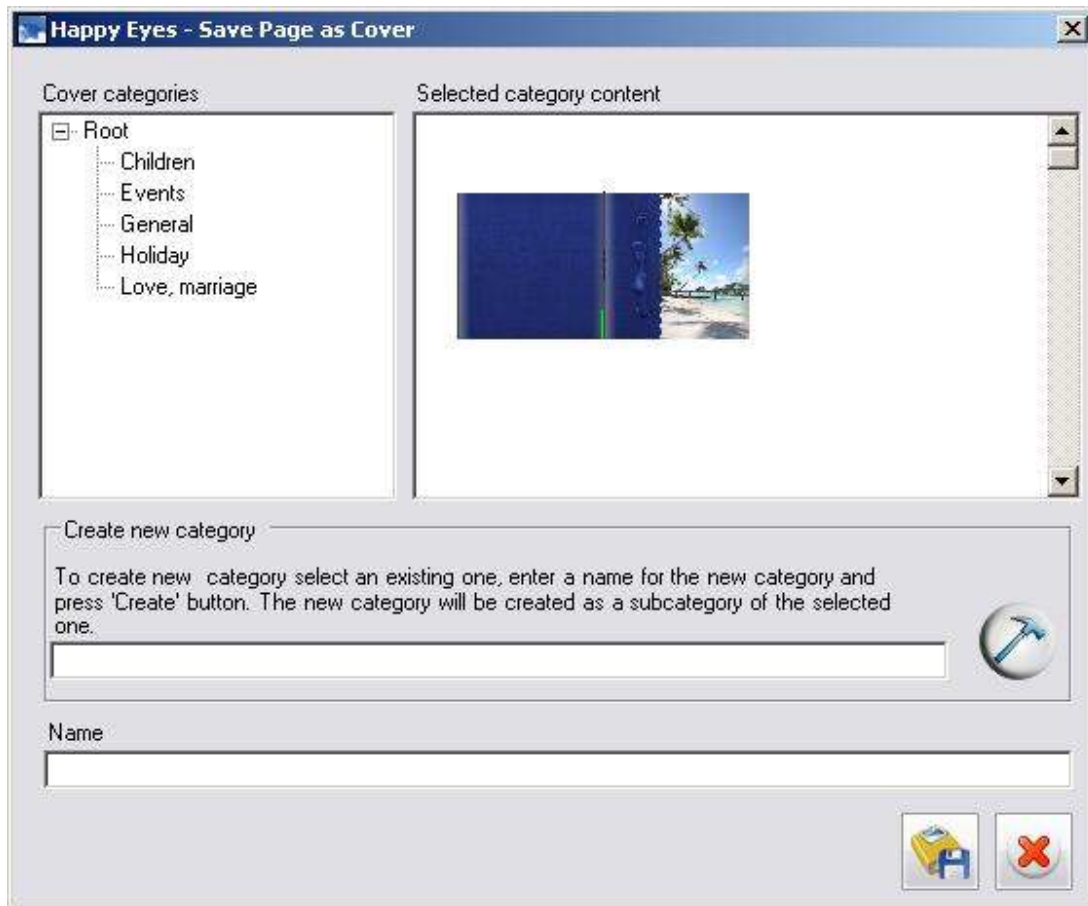 Happy Eyes - Save Page as Cover
Cover categories
Selected category content
Root
Children
Events
General
Holiday
Love, marriage
Create new category
To create new category select an existing one, enter a name for the new category and
press 'Create' button. The new category will be created as a subcategory of the selected
one.
Name